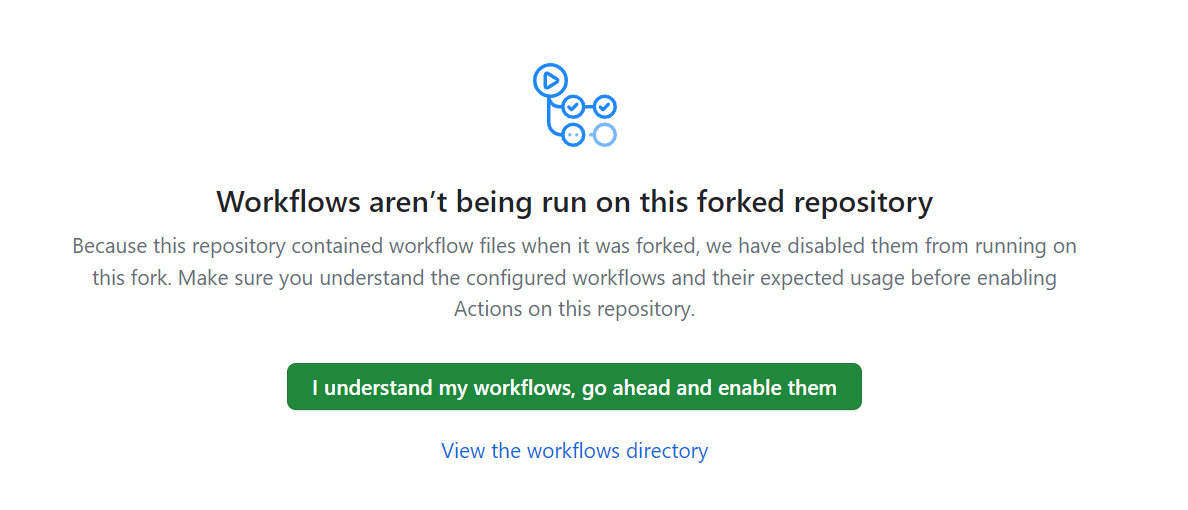 Workflows aren’t being run on this forked repository
Because this repository contained workflow files when it was forked, we have disabled them from running on
this fork. Make sure you understand the configured workflows and their expected usage before enabling
Actions on this repository.
I understand my workflows, go ahead and enable them
View the workflows directory